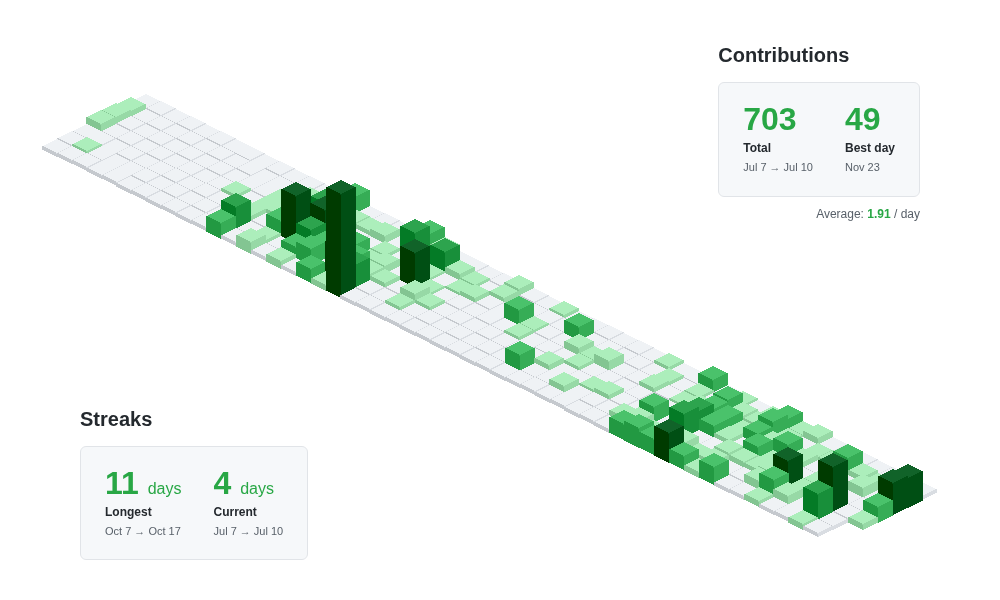 Contributions
703 49
Total Best day
Jul 7 → Jul 10 Nov 23
Average: 1.91 / day
Streaks
11 days 4 days
Longest Current
Oct 7 → Oct 17 Jul 7 → Jul 10